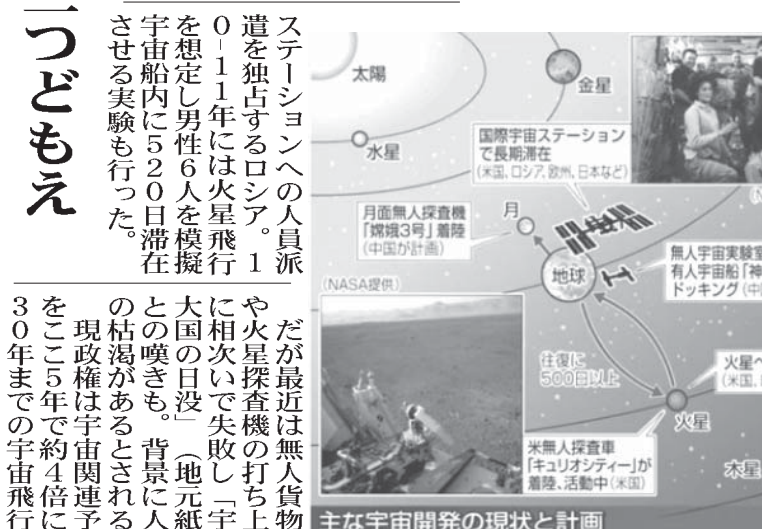 一つどもえ
ステーションへの人員派
遣を独占するロシア。1
0－11年には火星飛行
を想定し男性6人を模擬
宇宙船内に520日滞在
させる実験も行った。
だが最近は無人貨物
や火星探査機の打ち上
に相次いで失敗し「宇
大国の日没」（地元紙
との嘆きも。背景に人
の枯渇があるとされる
現政権は宇宙関連予
をここ5年で約4倍に
30年までの宇宙飛行
太陽
金星
水星
国際宇宙ステーション
で長期滞在
(米国、ロシア、欧州、日本など)
月
月面無人探査機
「嫦娥3号」着陸
(中国が計画)
地球
無人宇宙実験室
有人宇宙船「神
ドッキング(中
(NASA提供)
往復に
500日以上
火星へ
(米国、
火星
米無人探査車
「キュリオシティー」が
着陸、活動中(米国)
木星
主な宇宙開発の現状と計画